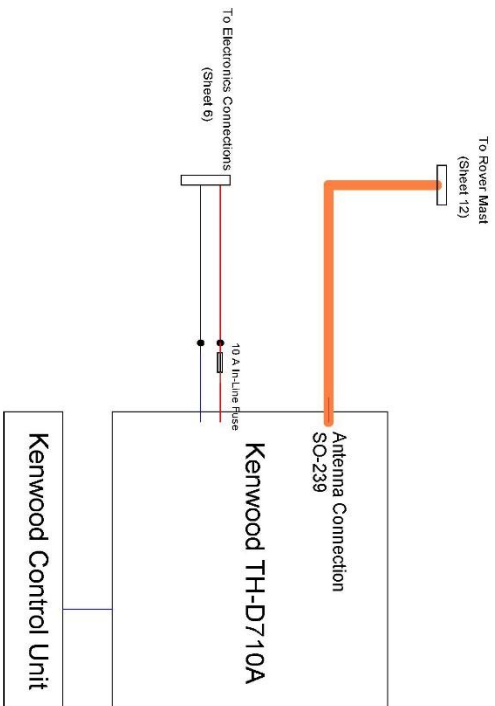 To Rover Mast
(Sheet 12)
To Electronics Connections
(Sheet 6)
10 A In-Line Fuse
Antenna Connection
SO-239
Kenwood TH-D710A
Kenwood Control Unit